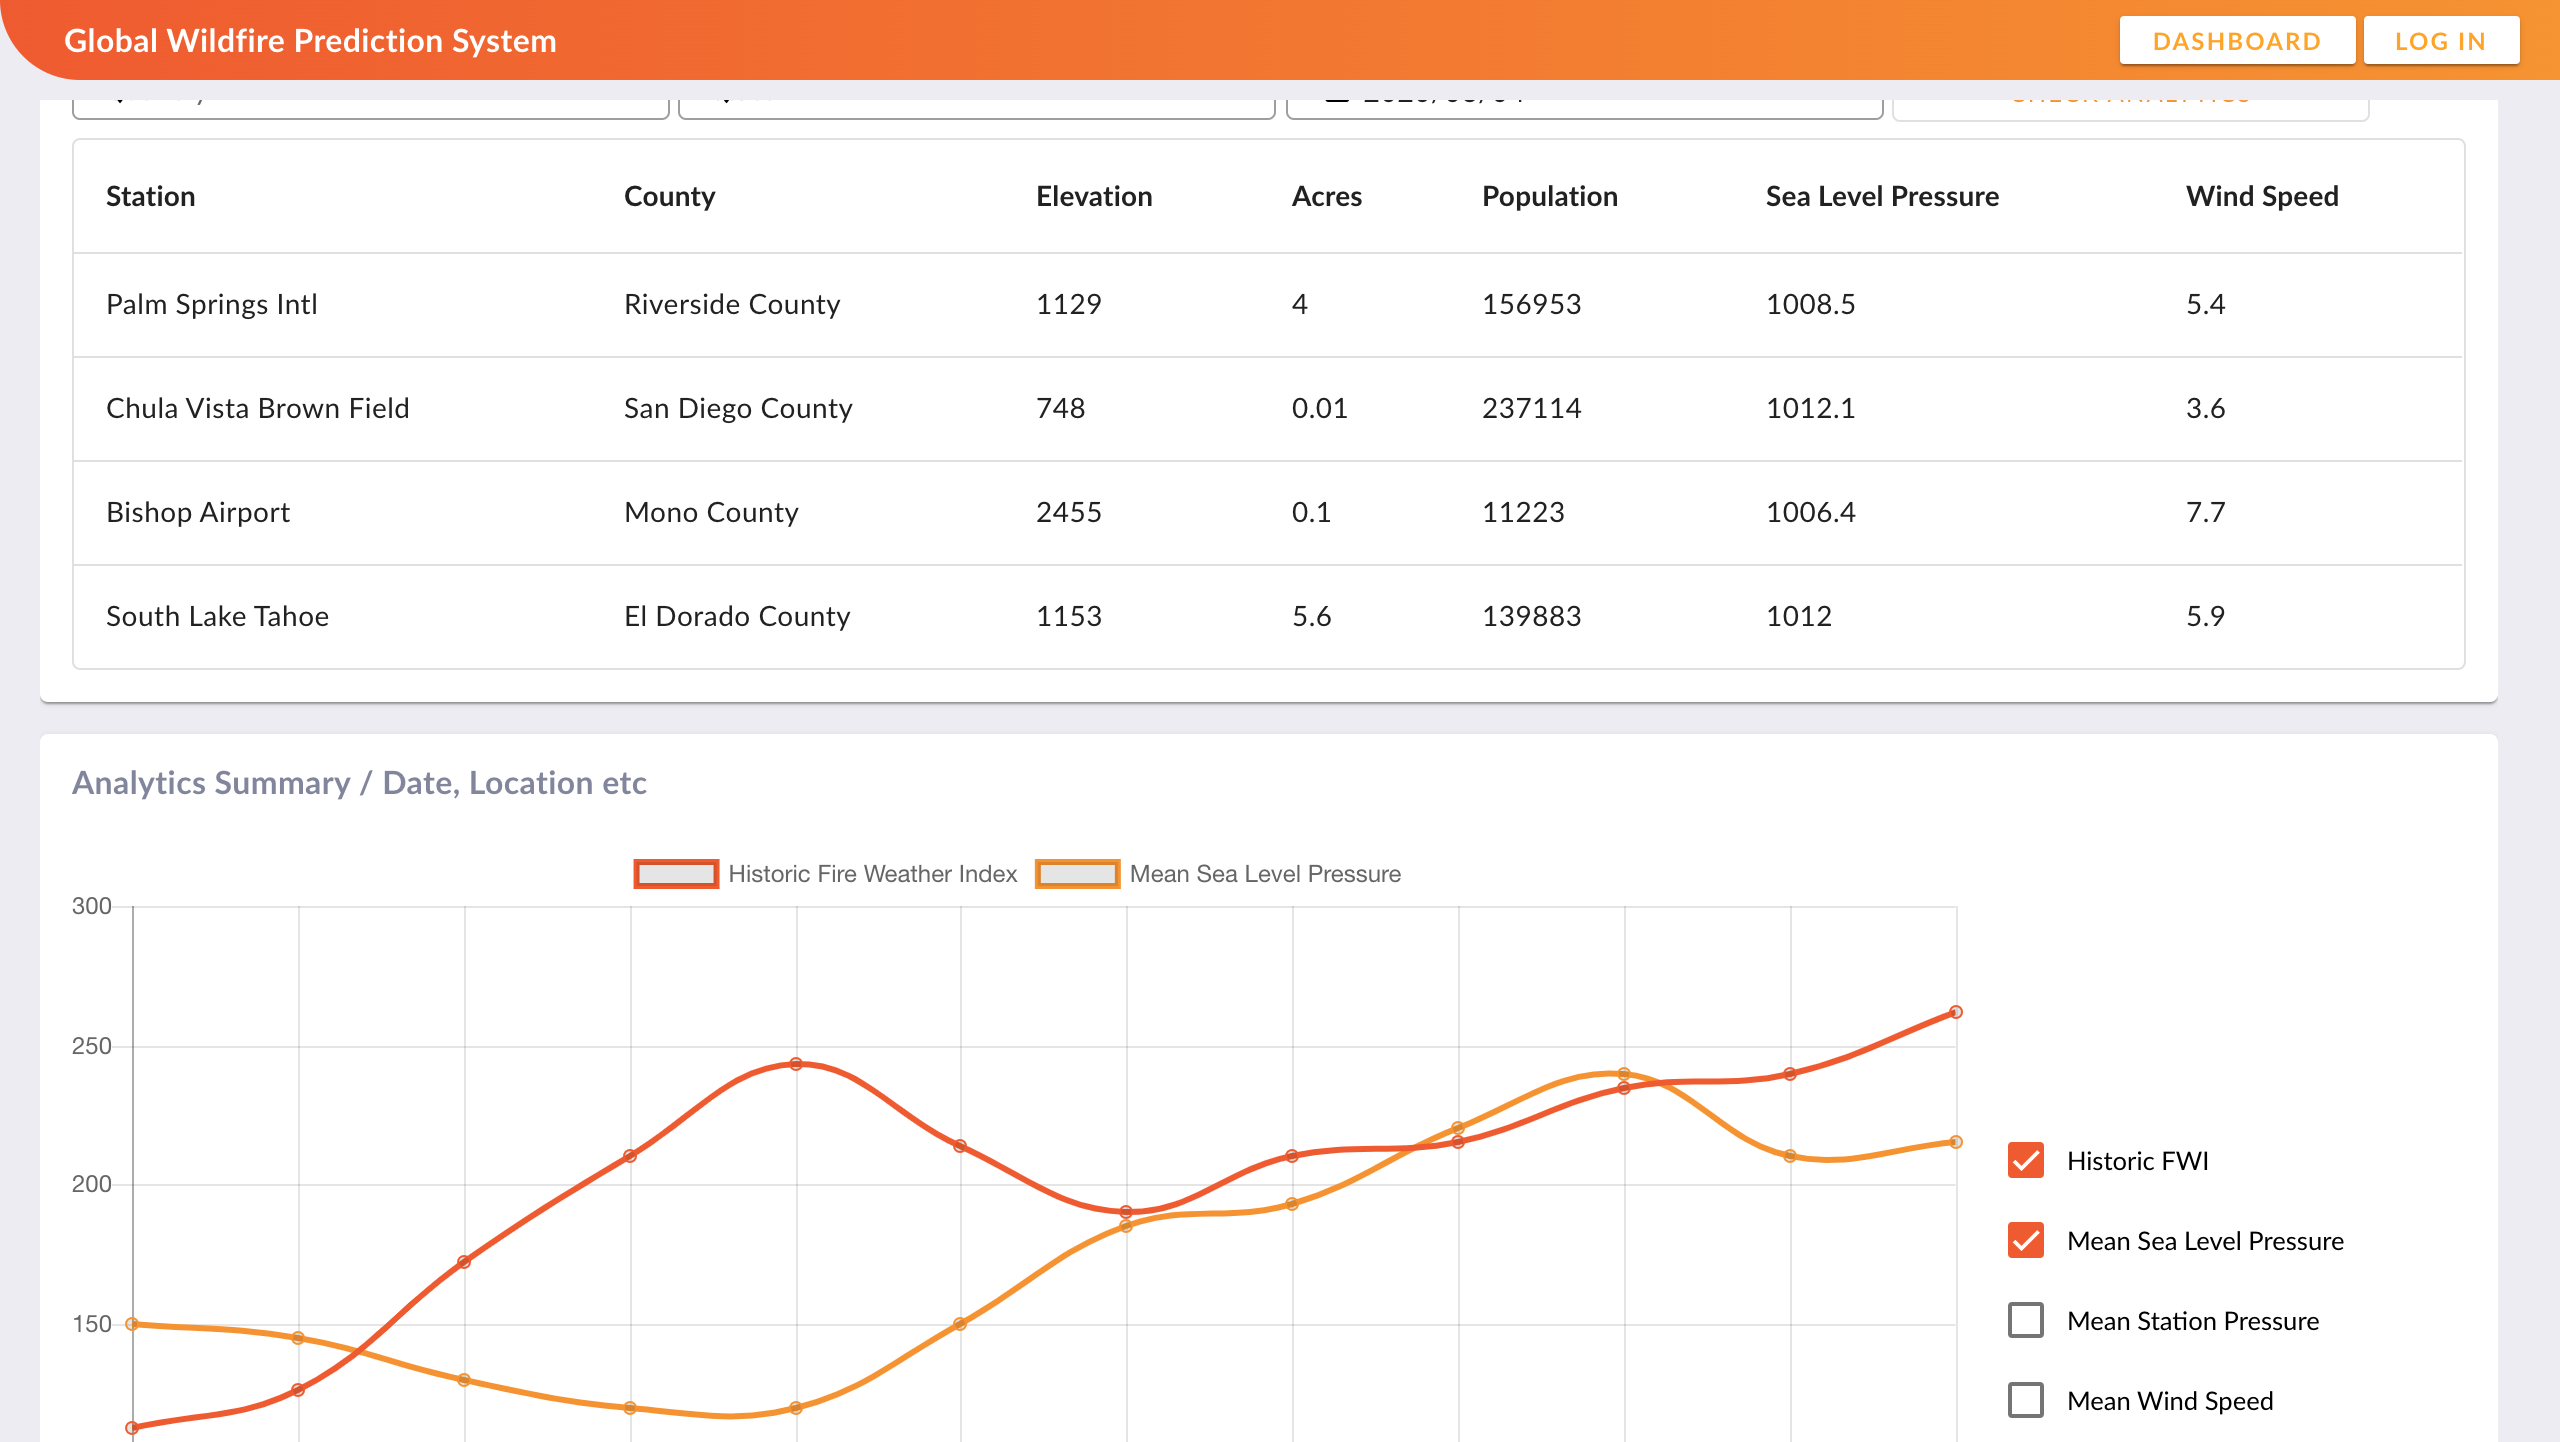 Global Wildfire Prediction System
DASHBOARD
LOG IN
CHECK ANALYTICS
Station County Elevation Acres Population Sea Level Pressure Wind Speed
Palm Springs Intl Riverside County 1129 4 156953 1008.5 5.4
Chula Vista Brown Field San Diego County 748 0.01 237114 1012.1 3.6
Bishop Airport Mono County 2455 0.1 11223 1006.4 7.7
South Lake Tahoe El Dorado County 1153 5.6 139883 1012 5.9
Analytics Summary / Date, Location etc
Historic Fire Weather Index Mean Sea Level Pressure
300
250
200
150
Historic FWI
Mean Sea Level Pressure
Mean Station Pressure
Mean Wind Speed